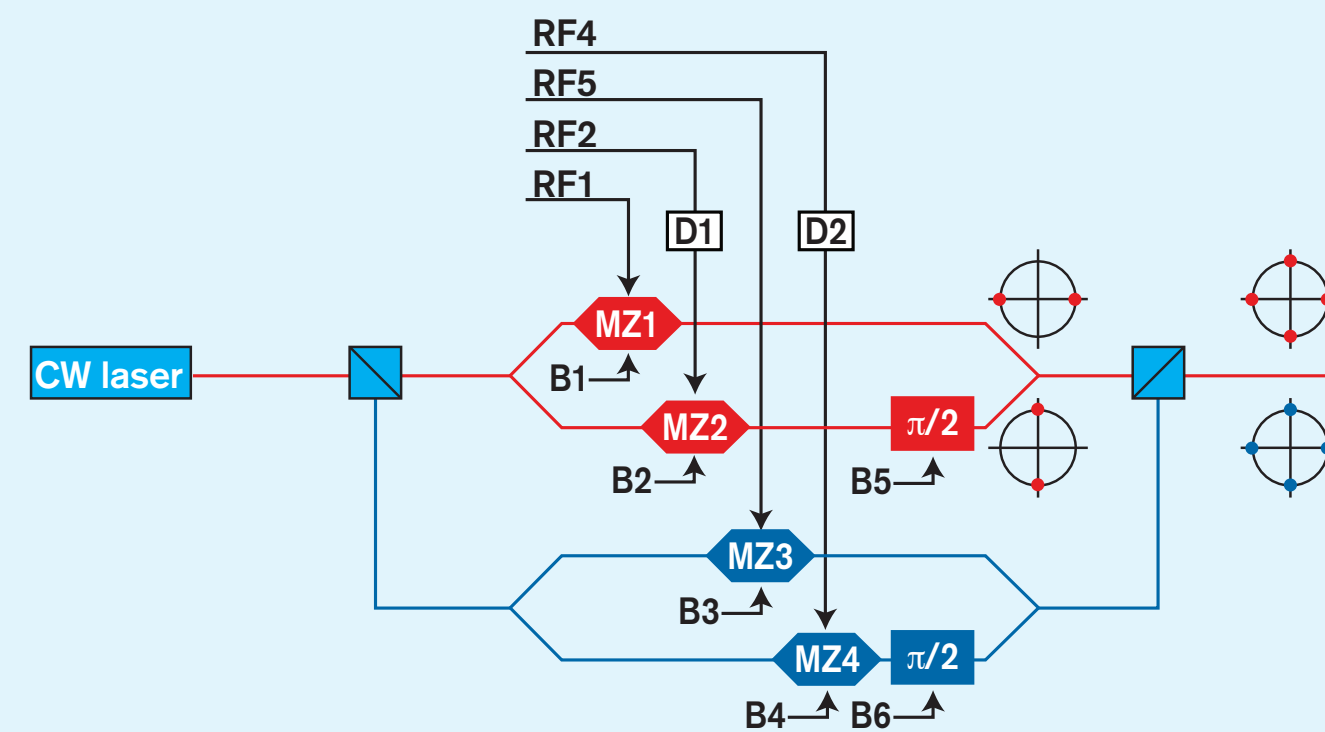 RF4
RF5
RF2
RF1
D1
D2
MZ1
CW laser
B1
MZ2
π/2
B2
B5
MZ3
B3
MZ4
π/2
B4
B6